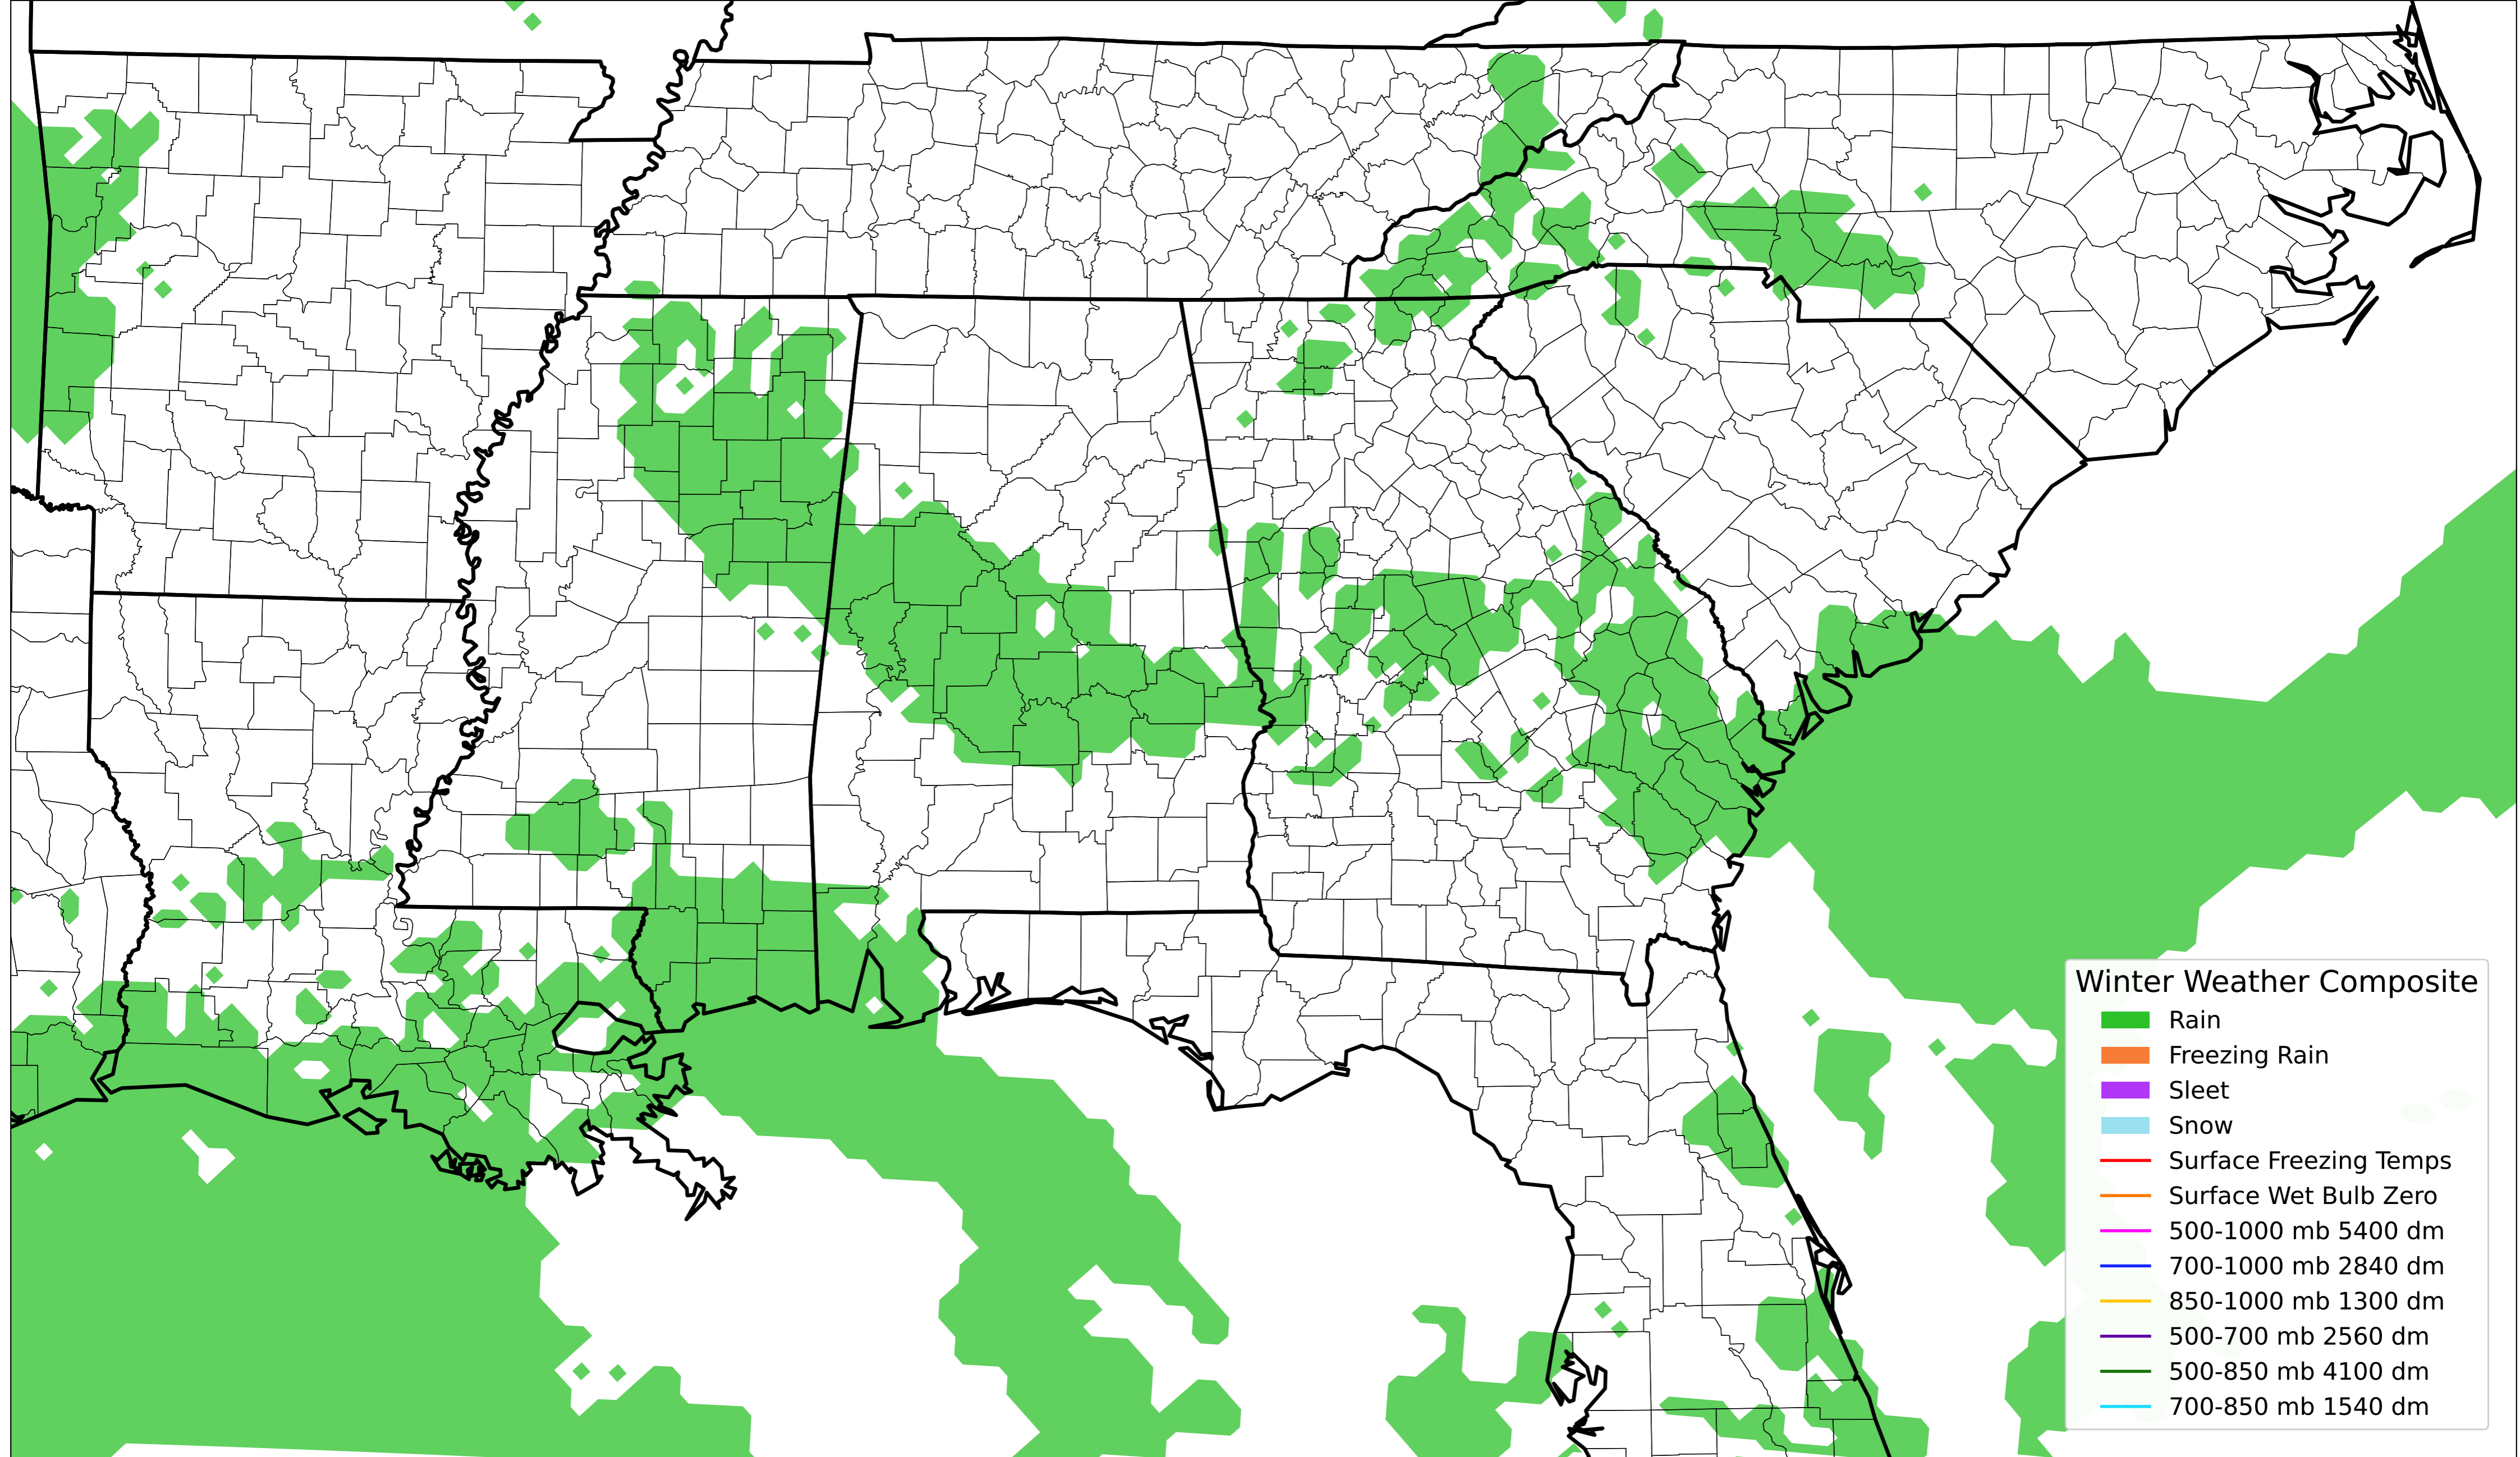 Winter Weather Composite
Rain
Freezing Rain
Sleet
Snow
Surface Freezing Temps
Surface Wet Bulb Zero
500-1000 mb 5400 dm
700-1000 mb 2840 dm
850-1000 mb 1300 dm
500-700 mb 2560 dm
500-850 mb 4100 dm
700-850 mb 1540 dm